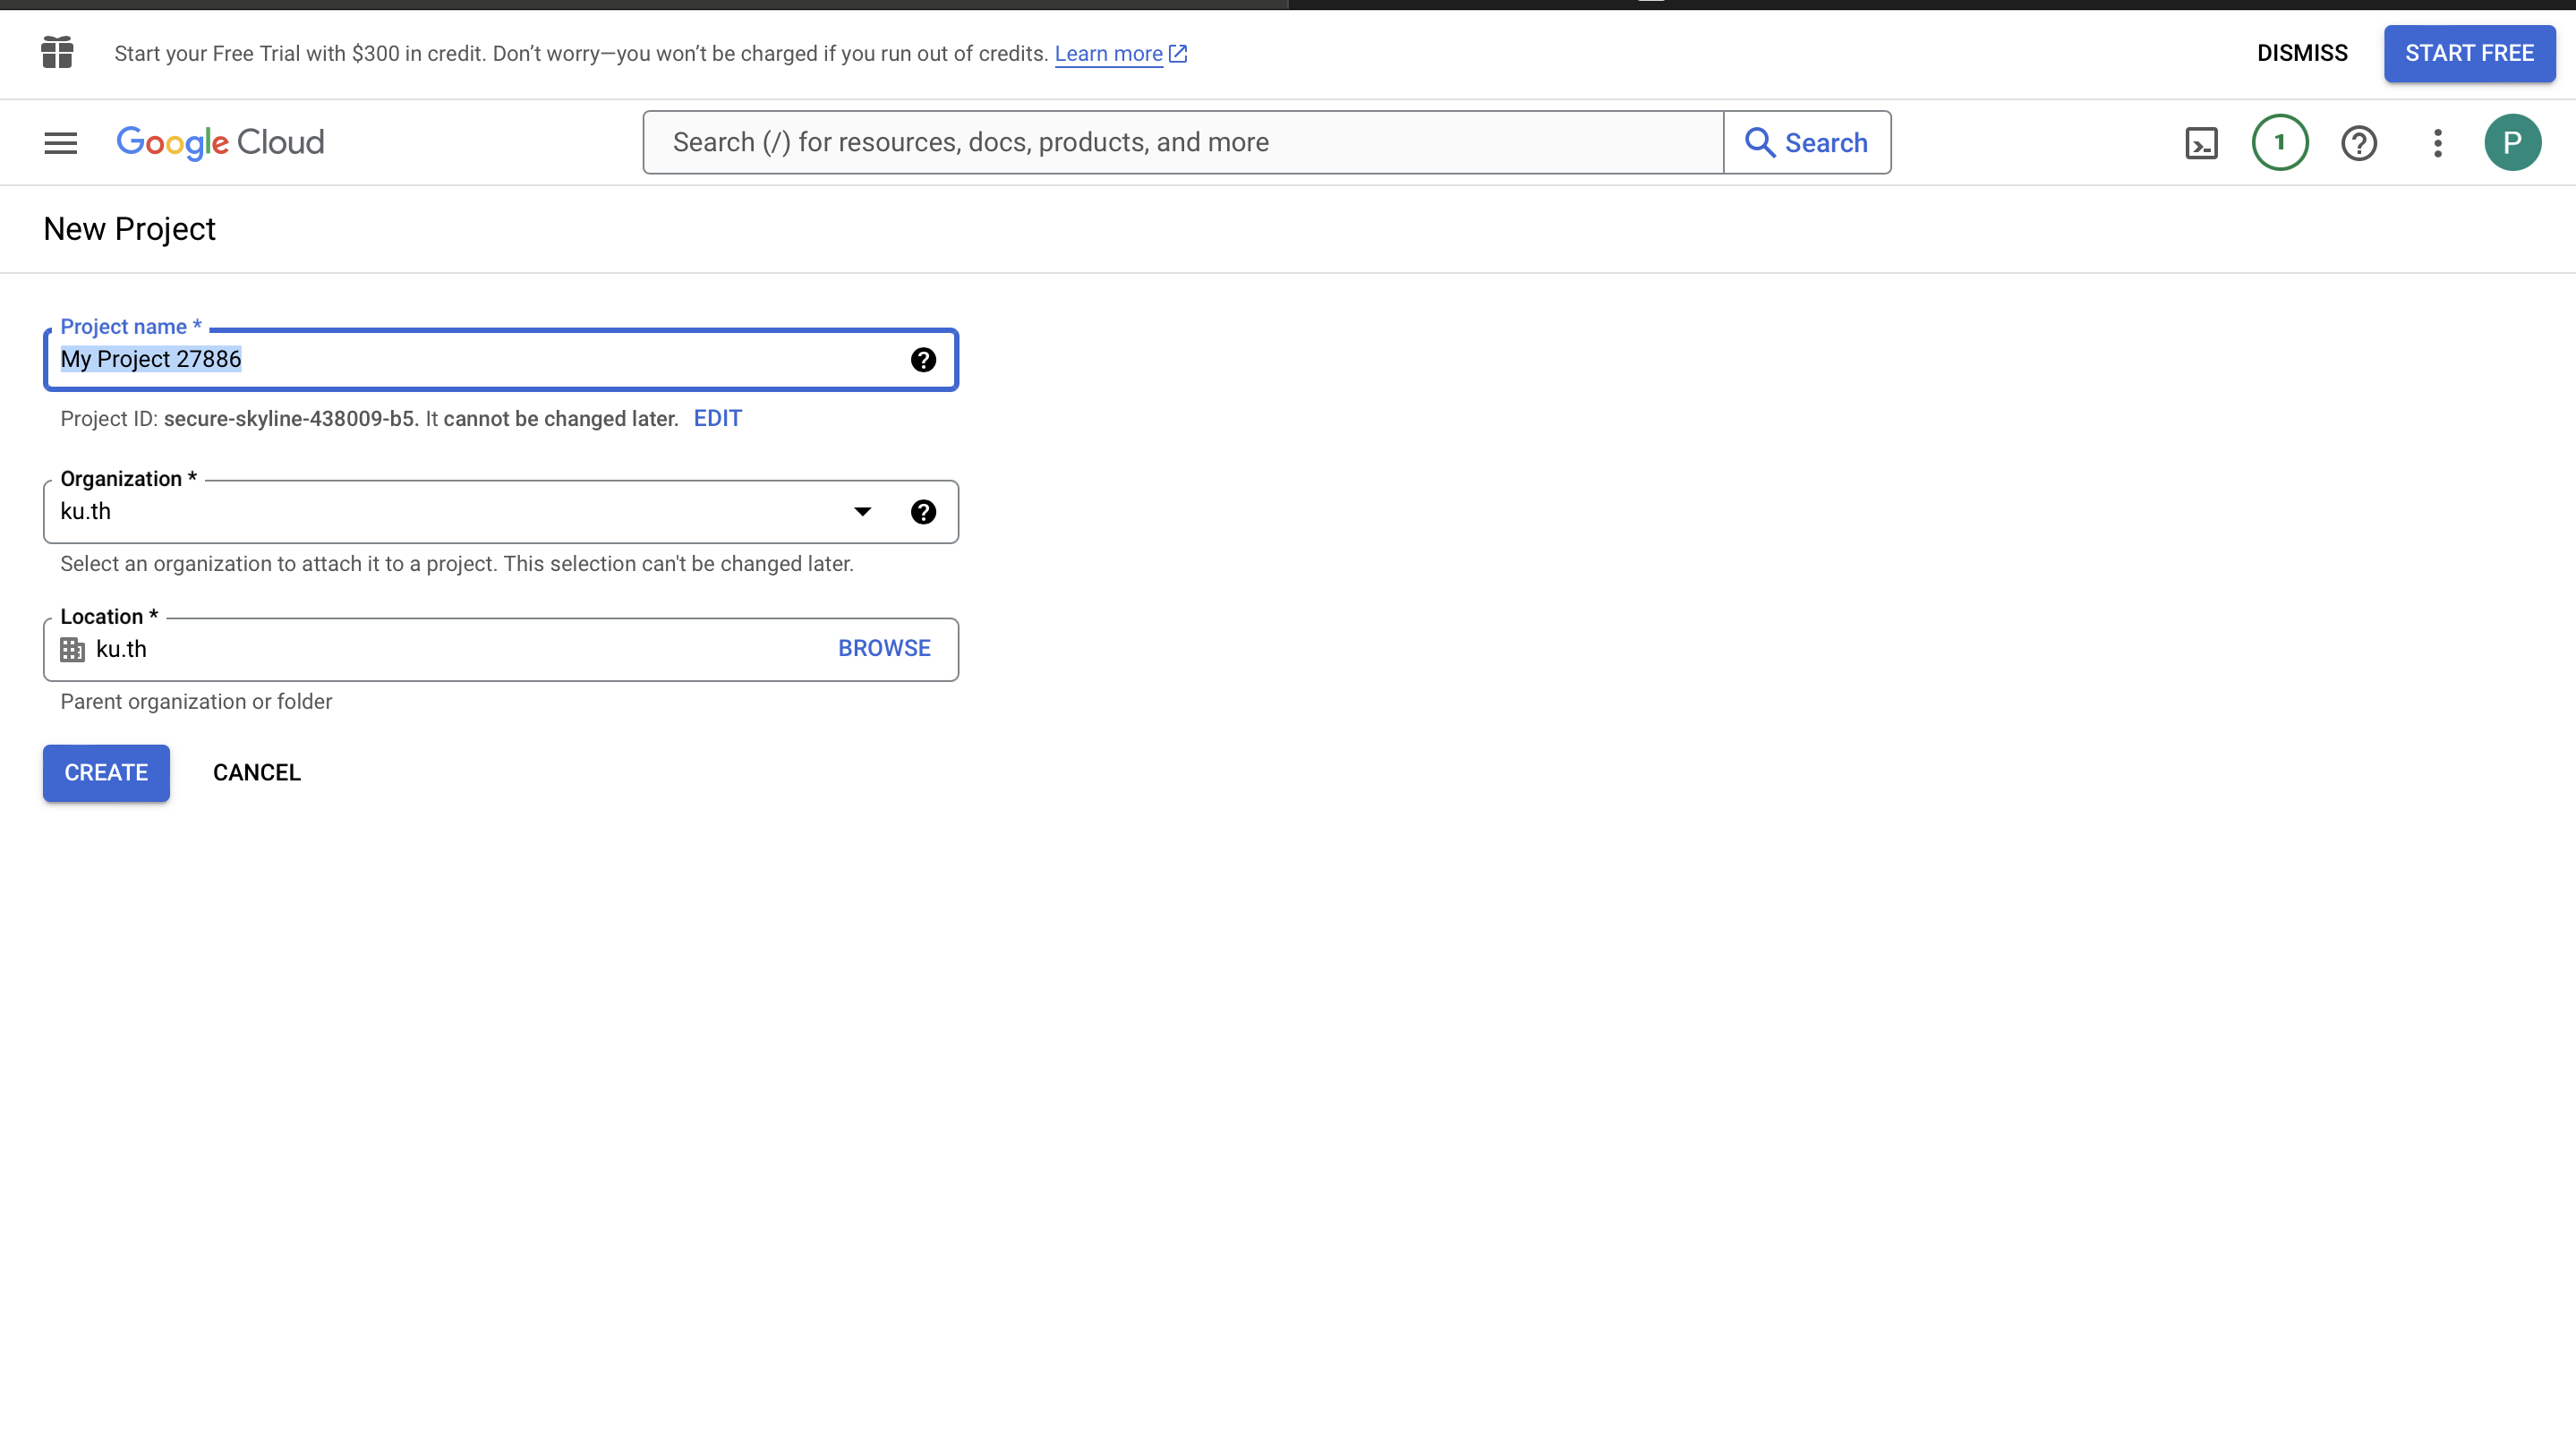 Start your Free Trial with $300 in credit. Don’t worry—you won’t be charged if you run out of credits. Learn more
DISMISS
START FREE
Google Cloud
Search (/) for resources, docs, products, and more
Search
1
P
New Project
Project name *
My Project 27886
Project ID: secure-skyline-438009-b5. It cannot be changed later. EDIT
Organization *
ku.th
Select an organization to attach it to a project. This selection can't be changed later.
Location *
ku.th
BROWSE
Parent organization or folder
CREATE
CANCEL